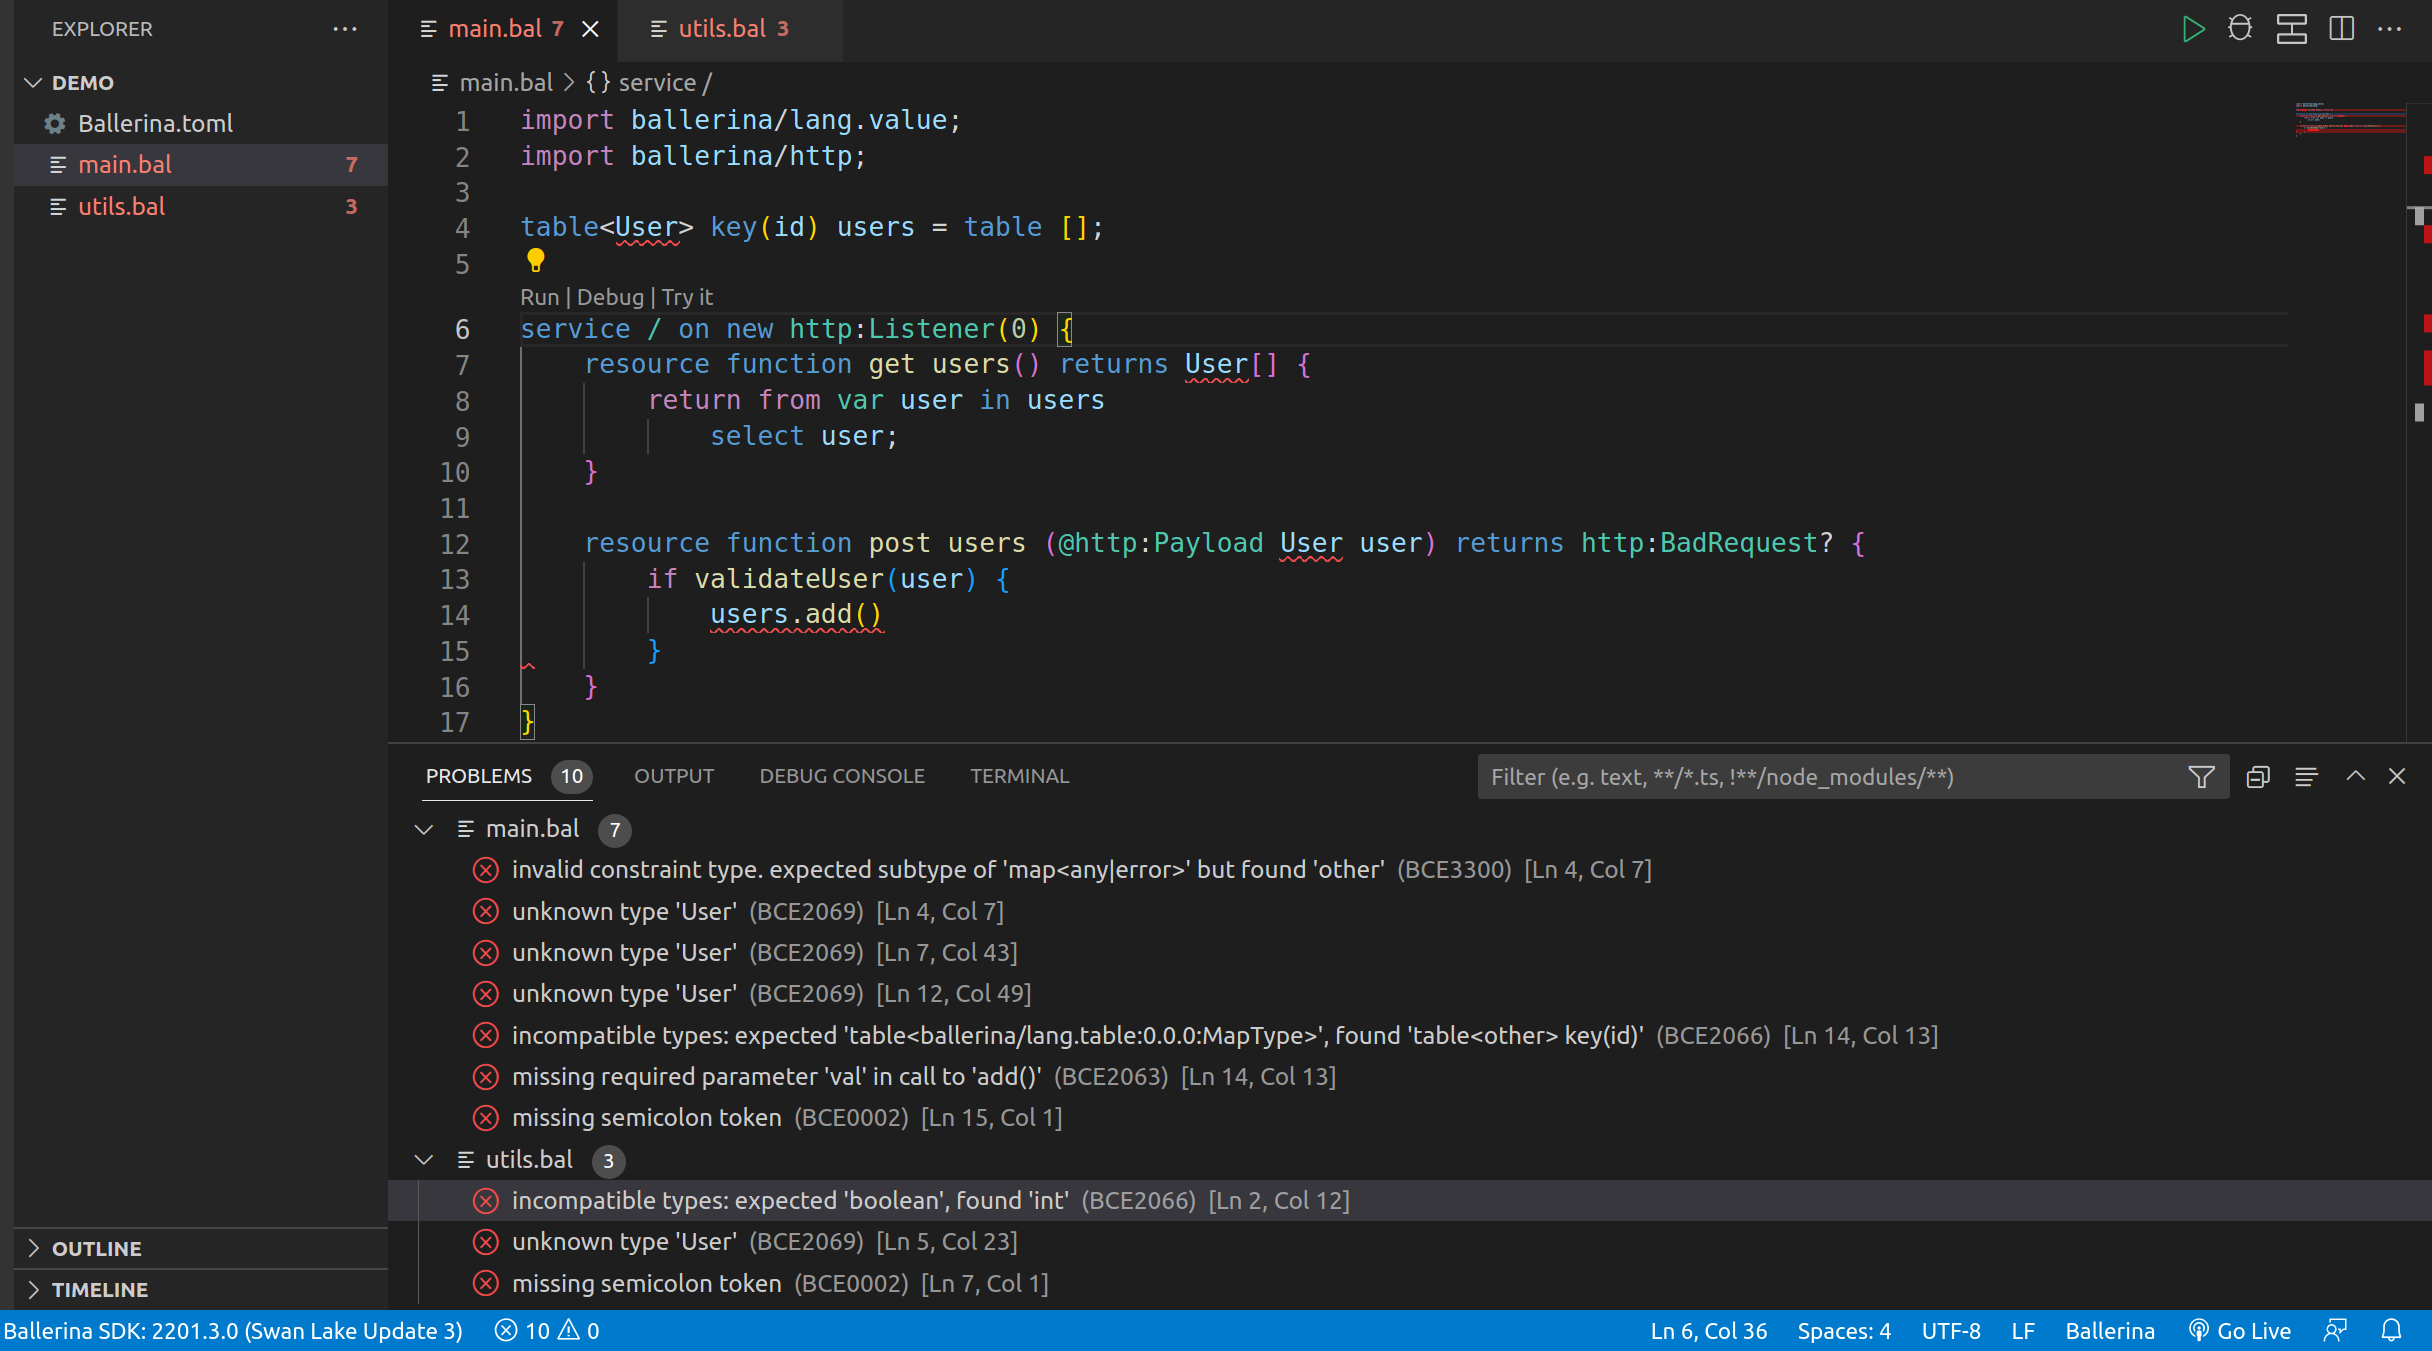 EXPLORER
DEMO
Ballerina.toml
main.bal 7
utils.bal 3
OUTLINE
TIMELINE
main.bal 7 utils.bal 3
main.bal > {} service /
1 import ballerina/lang.value;
2 import ballerina/http;
3
4 table<User> key(id) users = table [];
5
Run | Debug | Try it
6 service / on new http:Listener(0) {
7 resource function get users() returns User[] {
8 return from var user in users
9 select user;
10 }
11
12 resource function post users (@http:Payload User user) returns http:BadRequest? {
13 if validateUser(user) {
14 users.add()
15 }
16 }
17 }
PROBLEMS 10 OUTPUT DEBUG CONSOLE TERMINAL Filter (e.g. text, **/*.ts, !**/node_modules/**)
main.bal 7
invalid constraint type. expected subtype of 'map<any|error>' but found 'other' (BCE3300) [Ln 4, Col 7]
unknown type 'User' (BCE2069) [Ln 4, Col 7]
unknown type 'User' (BCE2069) [Ln 7, Col 43]
unknown type 'User' (BCE2069) [Ln 12, Col 49]
incompatible types: expected 'table<ballerina/lang.table:0.0.0:MapType>', found 'table<other> key(id)' (BCE2066) [Ln 14, Col 13]
missing required parameter 'val' in call to 'add()' (BCE2063) [Ln 14, Col 13]
missing semicolon token (BCE0002) [Ln 15, Col 1]
utils.bal 3
incompatible types: expected 'boolean', found 'int' (BCE2066) [Ln 2, Col 12]
unknown type 'User' (BCE2069) [Ln 5, Col 23]
missing semicolon token (BCE0002) [Ln 7, Col 1]
Ballerina SDK: 2201.3.0 (Swan Lake Update 3) 10 0 Ln 6, Col 36 Spaces: 4 UTF-8 LF Ballerina Go Live